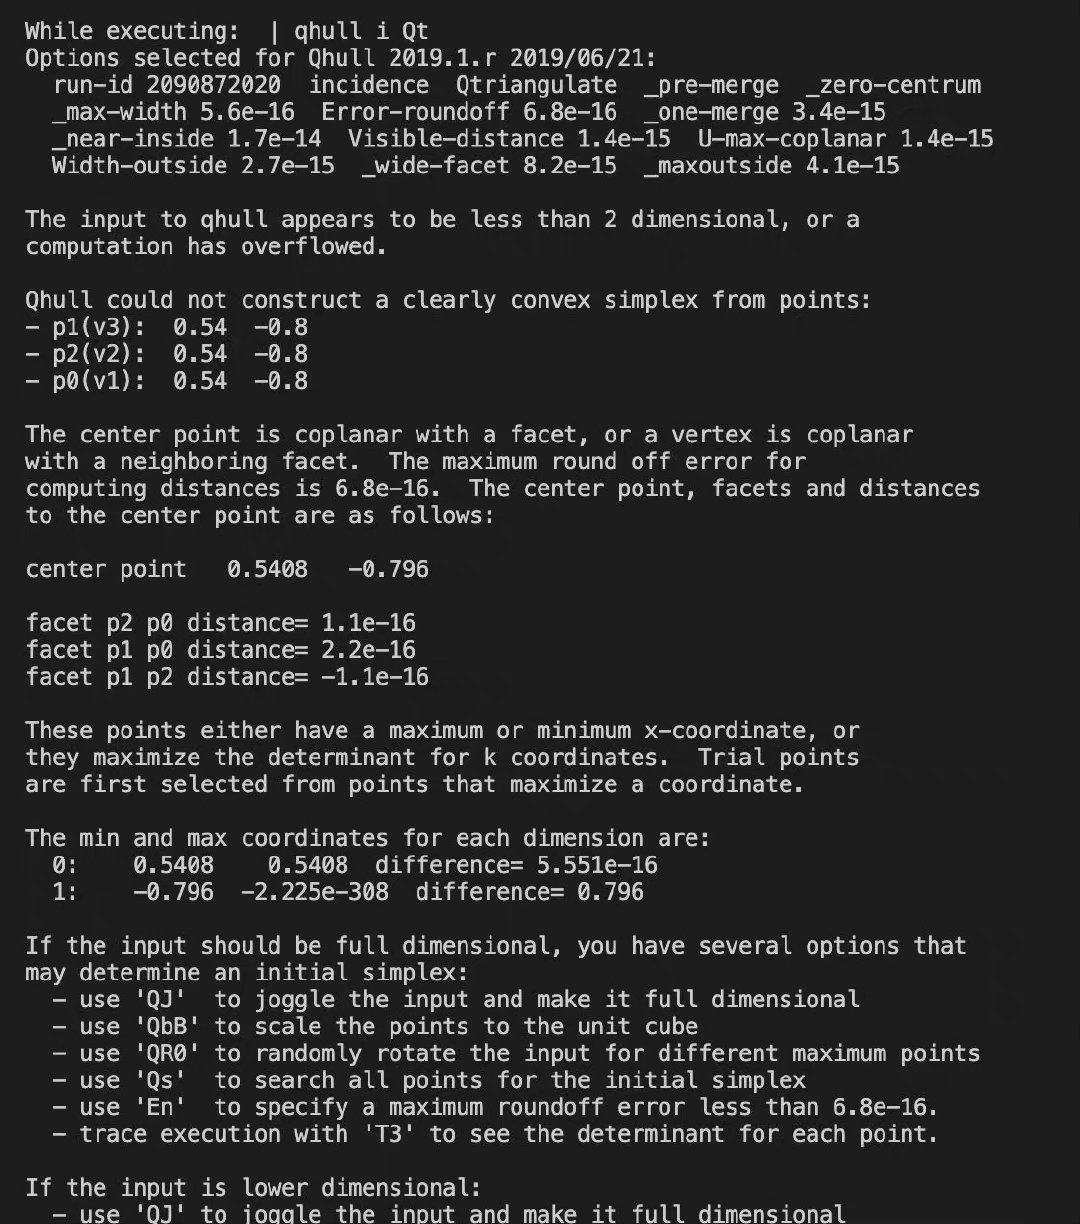 While executing:  | qhull i Qt
Options selected for Qhull 2019.1.r 2019/06/21:
  run-id 2090872020  incidence  Qtriangulate  _pre-merge  _zero-centrum
  _max-width 5.6e-16  Error-roundoff 6.8e-16  _one-merge 3.4e-15
  _near-inside 1.7e-14  Visible-distance 1.4e-15  U-max-coplanar 1.4e-15
  Width-outside 2.7e-15  _wide-facet 8.2e-15  _maxoutside 4.1e-15

The input to qhull appears to be less than 2 dimensional, or a
computation has overflowed.

Qhull could not construct a clearly convex simplex from points:
- p1(v3):  0.54  -0.8
- p2(v2):  0.54  -0.8
- p0(v1):  0.54  -0.8

The center point is coplanar with a facet, or a vertex is coplanar
with a neighboring facet.  The maximum round off error for
computing distances is 6.8e-16.  The center point, facets and distances
to the center point are as follows:

center point   0.5408   -0.796

facet p2 p0 distance= 1.1e-16
facet p1 p0 distance= 2.2e-16
facet p1 p2 distance= -1.1e-16

These points either have a maximum or minimum x-coordinate, or
they maximize the determinant for k coordinates.  Trial points
are first selected from points that maximize a coordinate.

The min and max coordinates for each dimension are:
  0:    0.5408    0.5408  difference= 5.551e-16
  1:    -0.796  -2.225e-308  difference= 0.796

If the input should be full dimensional, you have several options that
may determine an initial simplex:
  - use 'QJ'  to joggle the input and make it full dimensional
  - use 'QbB' to scale the points to the unit cube
  - use 'QR0' to randomly rotate the input for different maximum points
  - use 'Qs'  to search all points for the initial simplex
  - use 'En'  to specify a maximum roundoff error less than 6.8e-16.
  - trace execution with 'T3' to see the determinant for each point.

If the input is lower dimensional:
  - use 'QJ' to joggle the input and make it full dimensional